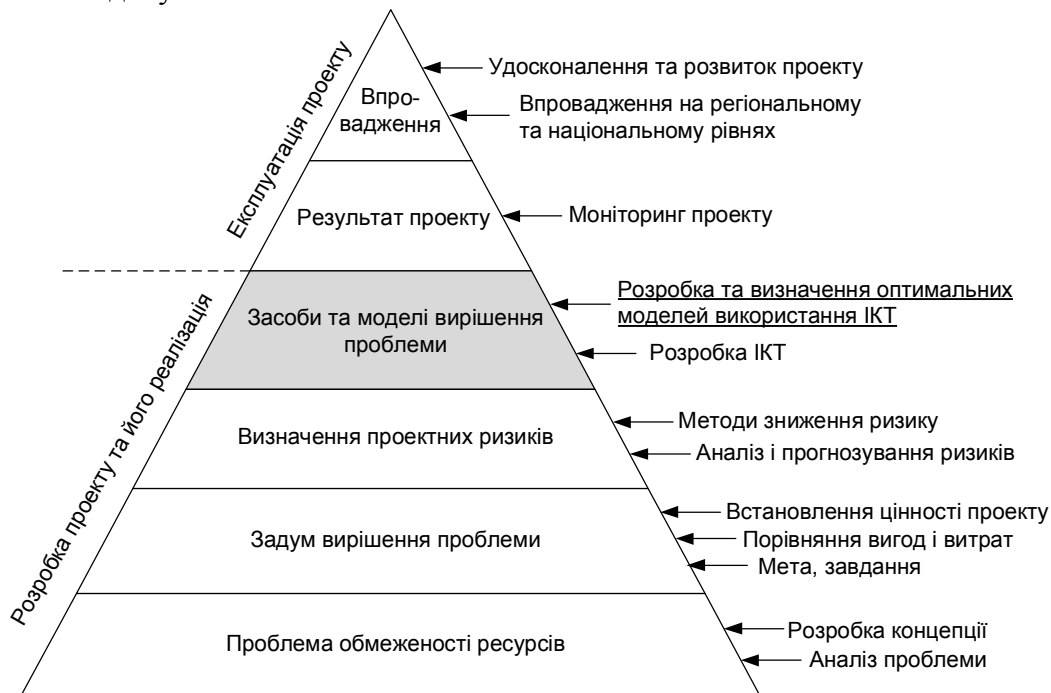 Удосконалення та розвиток проекту
Впро-
вадження
Впровадження на регіональному
та національному рівнях
Експлуатація проекту
Результат проекту
Моніторинг проекту
Засоби та моделі вирішення
проблеми
Розробка та визначення оптимальних
моделей використання ІКТ
Розробка ІКТ
Розробка проекту та його реалізація
Визначення проектних ризиків
Методи зниження ризику
Аналіз і прогнозування ризиків
Задум вирішення проблеми
Встановлення цінності проекту
Порівняння вигод і витрат
Мета, завдання
Проблема обмеженості ресурсів
Розробка концепції
Аналіз проблеми